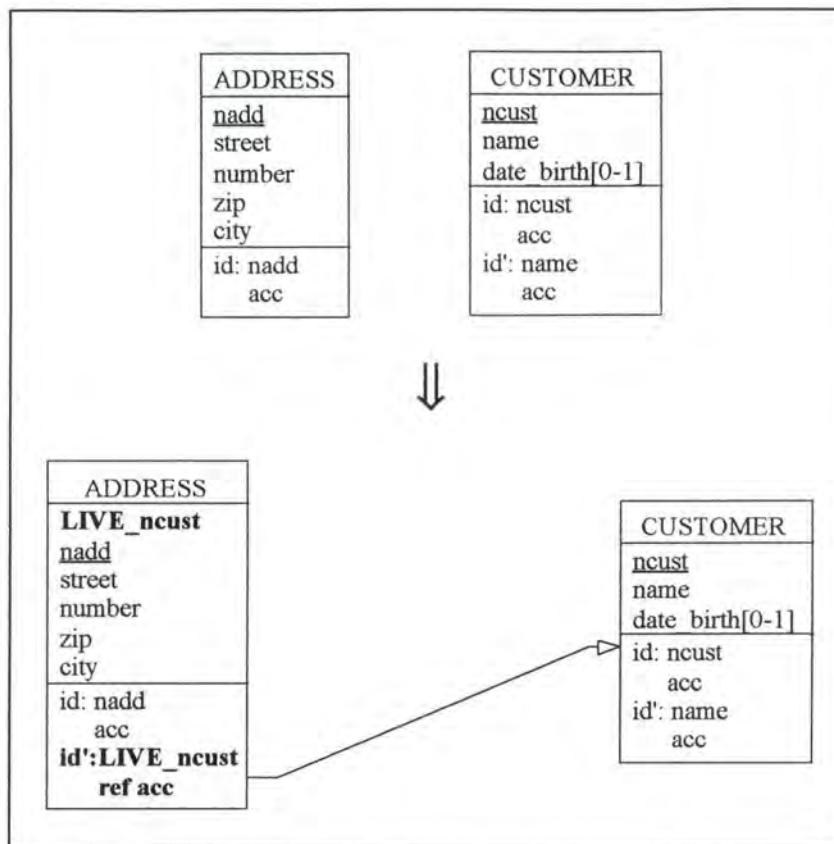 ADDRESS
nadd
street
number
zip
city
id: nadd
acc
CUSTOMER
ncust
name
date_birth[0-1]
id: ncust
acc
id': name
acc
⇓
ADDRESS
LIVE_ncust
nadd
street
number
zip
city
id: nadd
acc
id':LIVE_ncust
ref acc
CUSTOMER
ncust
name
date_birth[0-1]
id: ncust
acc
id': name
acc